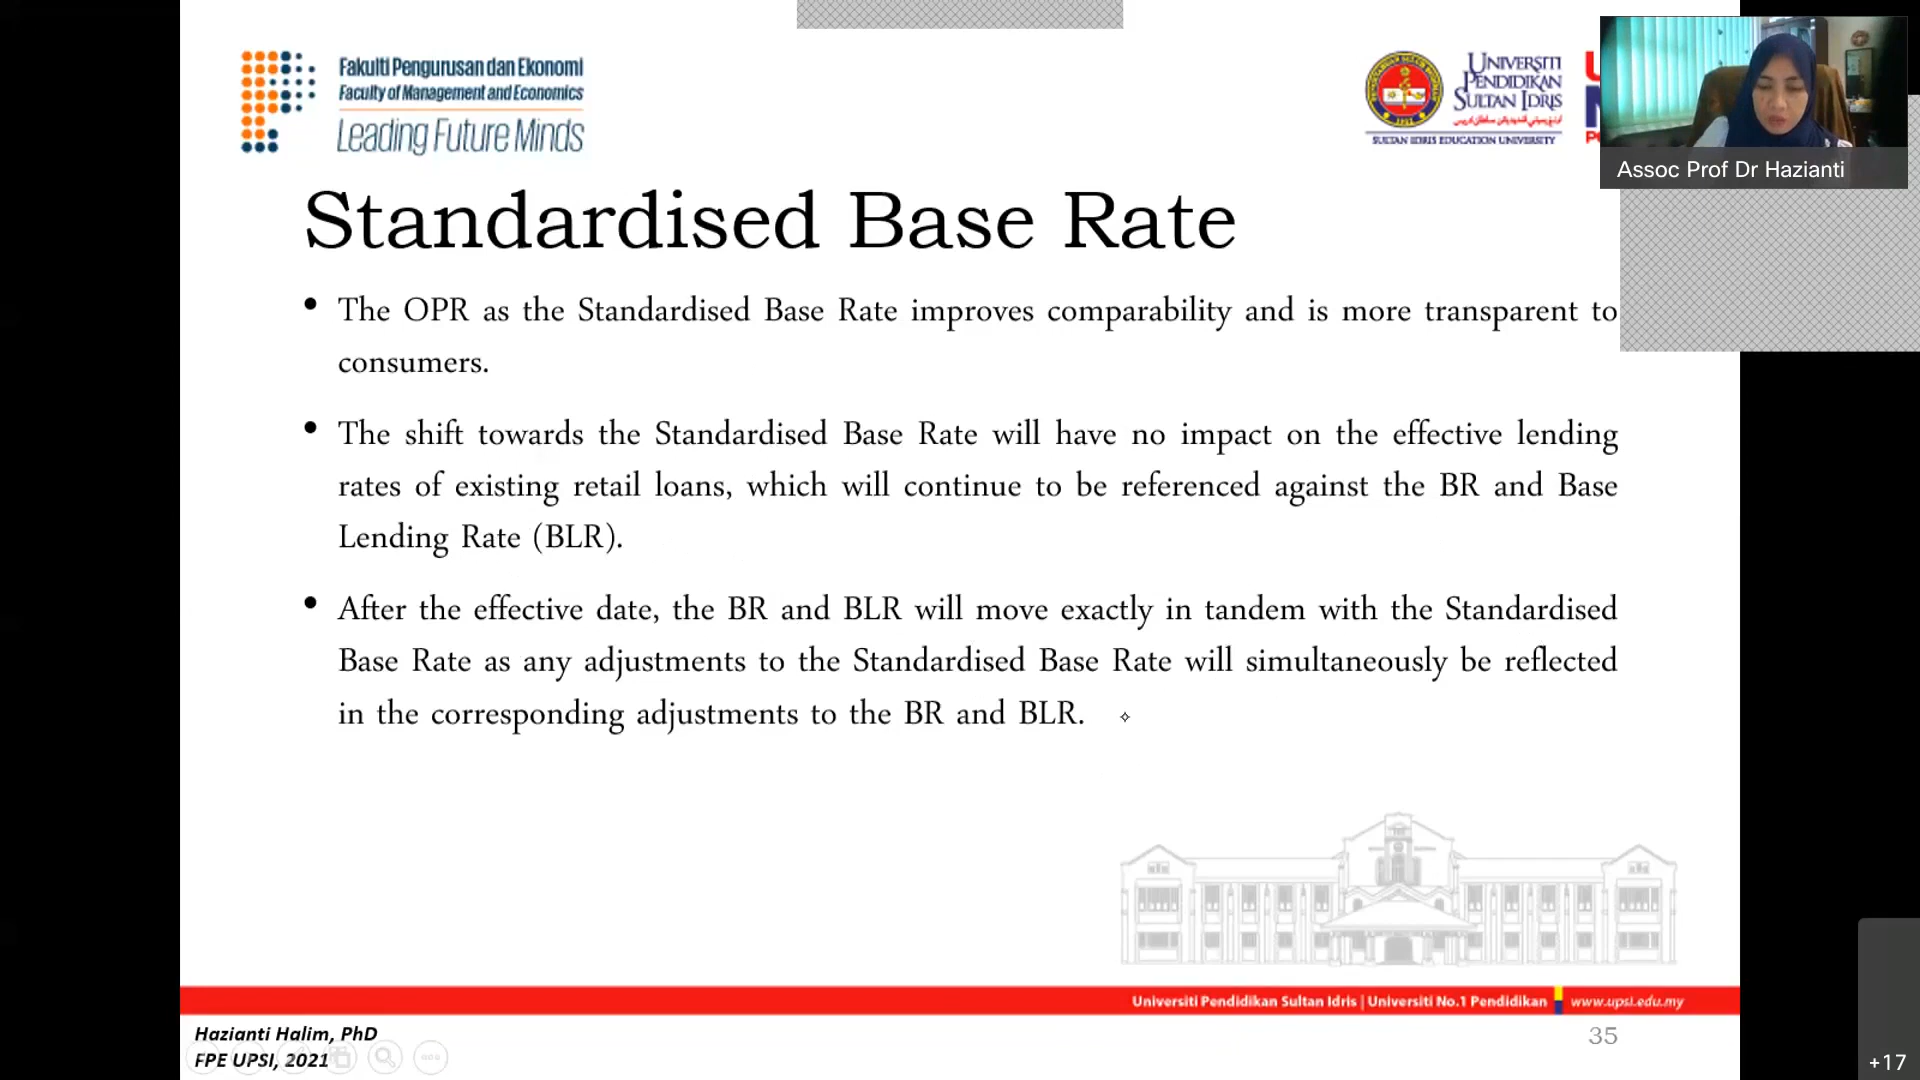 Fakulti Pengurusan dan Ekonomi
Faculty of Management and Economics
Leading Future Minds
UNIVERSITI
PENDIDIKAN
SULTAN IDRIS
SULTAN IDRIS EDUCATION UNIVERSITY
Assoc Prof Dr Hazianti
Standardised Base Rate
• The OPR as the Standardised Base Rate improves comparability and is more transparent to
consumers.
• The shift towards the Standardised Base Rate will have no impact on the effective lending
rates of existing retail loans, which will continue to be referenced against the BR and Base
Lending Rate (BLR).
• After the effective date, the BR and BLR will move exactly in tandem with the Standardised
Base Rate as any adjustments to the Standardised Base Rate will simultaneously be reflected
in the corresponding adjustments to the BR and BLR.
Universiti Pendidikan Sultan Idris | Universiti No.1 Pendidikan www.upsi.edu.my
Hazianti Halim, PhD
FPE UPSI, 2021
35
+17